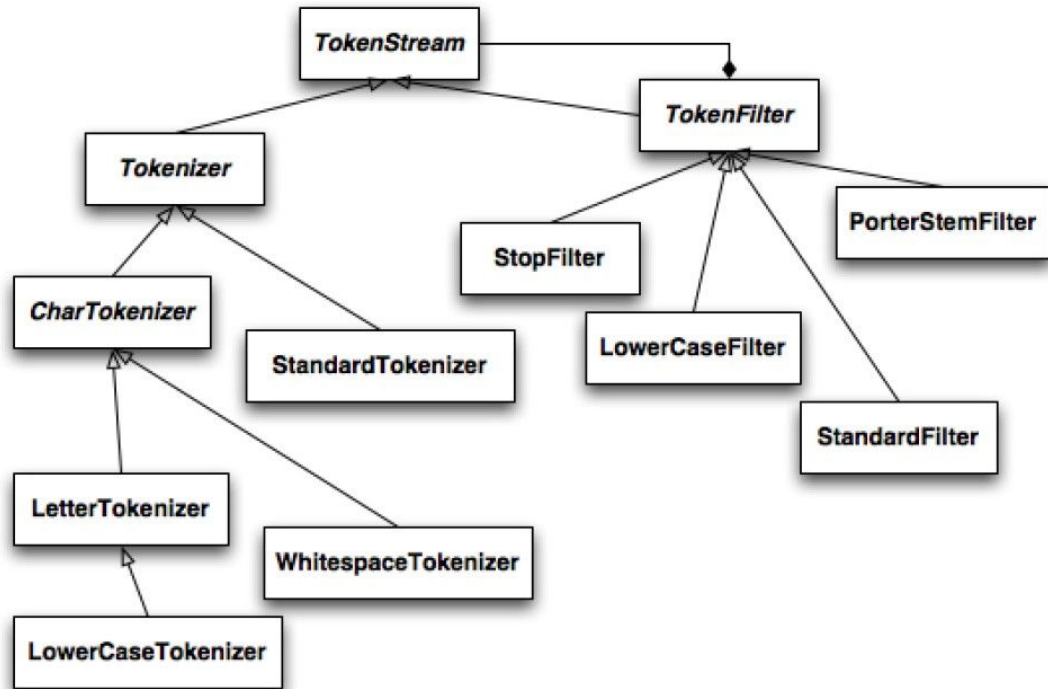 TokenStream
TokenFilter
Tokenizer
PorterStemFilter
StopFilter
CharTokenizer
LowerCaseFilter
StandardTokenizer
StandardFilter
LetterTokenizer
WhitespaceTokenizer
LowerCaseTokenizer